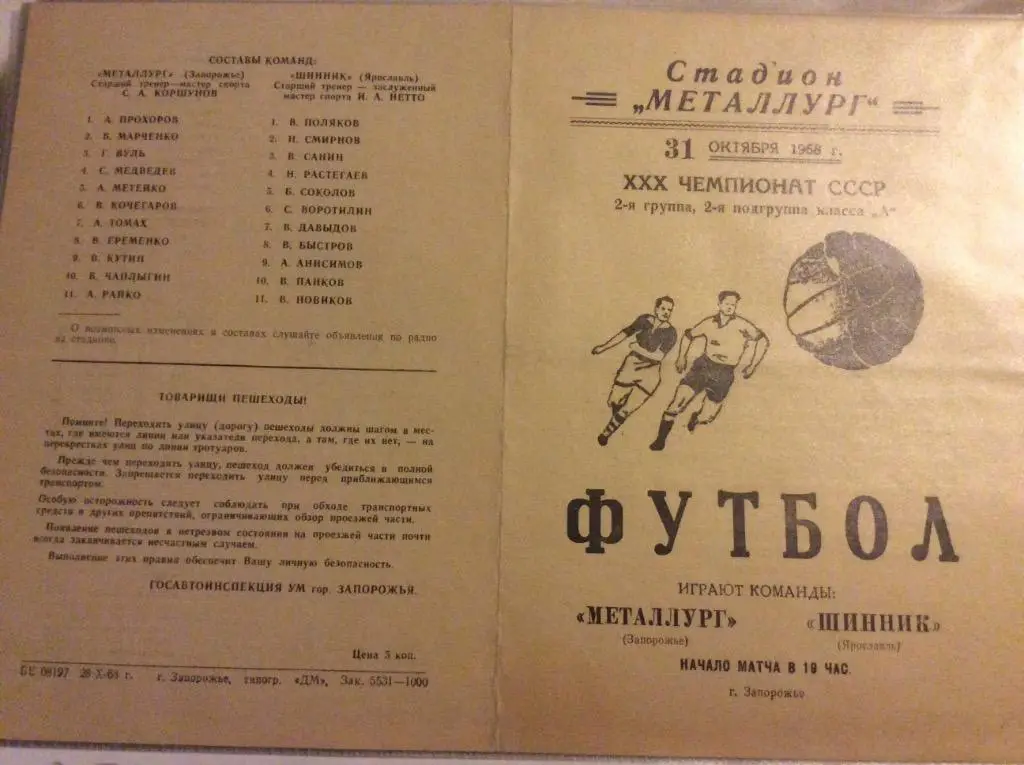 СОСТАВЫ КОМАНД:
«МЕТАЛЛУРГ» (Запорожье)
Старший тренер—мастер спорта
С. А. КОРШУНОВ
1. А. ПРОХОРОВ
2. В. МАРЧЕНКО
3. Г. ВУЛЬ
4. С. МЕДВЕДЕВ
5. А. МЕТЕЙКО
6. В. КОЧЕГАРОВ
7. А. ТОМАХ
8. В. ЕРЕМЕНКО
9. КУТИН
10. В. ЧАПЛЫГИН
11. А. РАЙКО
«ШИННИК» (Ярославль)
Старший тренер — заслуженный
мастер спорта И. А. НЕТТО
1. В. ПОЛЯКОВ
2. Н. СМИРНОВ
3. В. САНИН
4. Н. РАСТЕГАЕВ
5. Б. СОКОЛОВ
6. С. ВОРОТИЛИН
7. В. ДАВЫДОВ
8. В. БЫСТРОВ
9. А. АНИСИМОВ
10. В. ПАНКОВ
11. В. НОВИКОВ
О возможных изменениях в составах слушайте объявления по радио
на стадионе.
ТОВАРИЩИ ПЕШЕХОДЫ!
Помните! Переходить улицу (дорогу) пешеходы должны шагом в мес-
тах, где имеются линии или указатели перехода, а там, где их нет, — на
перекрестках улиц по линии тротуаров.
Прежде чем переходить улицу, пешеход должен убедиться в полной
безопасности. Запрещается переходить улицу перед приближающимся
транспортом.
Особую осторожность следует соблюдать при обходе транспортных
средств и других препятствий, ограничивающих обзор проезжей части.
Появление пешеходов в нетрезвом состоянии на проезжей части почти
всегда заканчивается несчастным случаем.
Выполнение этих правил обеспечит Вашу личную безопасность.
ГОСАВТОИНСПЕКЦИЯ УМ гор. ЗАПОРОЖЬЯ.
Цена 5 коп.
БЕ 08197 28-X-68 г. г. Запорожье, типогр. «ДМ», Зак. 5531—1000
Стадион
„МЕТАЛЛУРГ"
31 ОКТЯБРЯ 1968 г.
XXX ЧЕМПИОНАТ СССР
2-я группа, 2-я подгруппа класса „А"
ФУТБОЛ
ИГРАЮТ КОМАНДЫ:
«МЕТАЛЛУРГ» «ШИННИК»
(Запорожье) (Ярославль)
НАЧАЛО МАТЧА В 19 ЧАС.
г. Запорожье